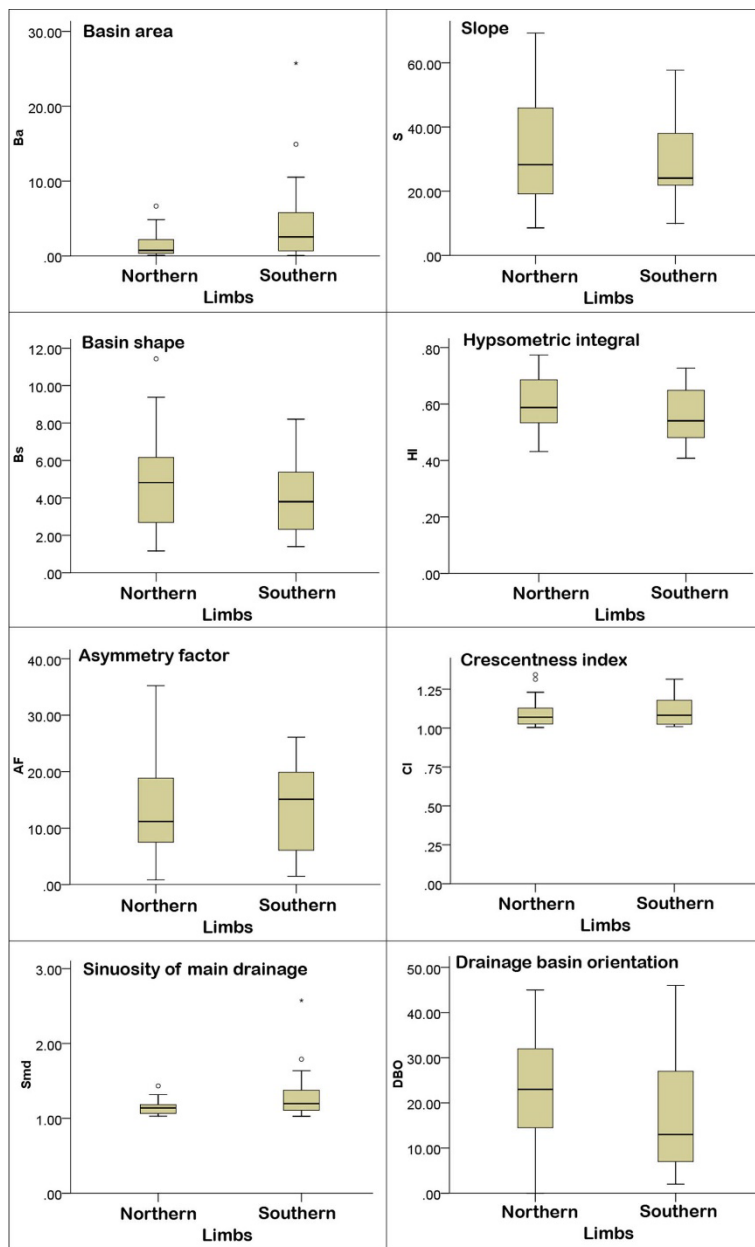 Basin area
30.00
20.00
10.00
.00
Ba
*
Northern Southern
Limbs
Slope
60.00
40.00
20.00
.00
S
Northern Southern
Limbs
Basin shape
12.00
10.00
8.00
6.00
4.00
2.00
.00
Bs
Northern Southern
Limbs
Hypsometric integral
.80
.60
.40
.20
.00
HI
Northern Southern
Limbs
Asymmetry factor
40.00
30.00
20.00
10.00
.00
AF
Northern Southern
Limbs
Crescentness index
1.25
1.00
.75
.50
.25
.00
CI
Northern Southern
Limbs
Sinuosity of main drainage
3.00
2.00
1.00
.00
Smd
*
Northern Southern
Limbs
Drainage basin orientation
50.00
40.00
30.00
20.00
10.00
.00
DBO
Northern Southern
Limbs